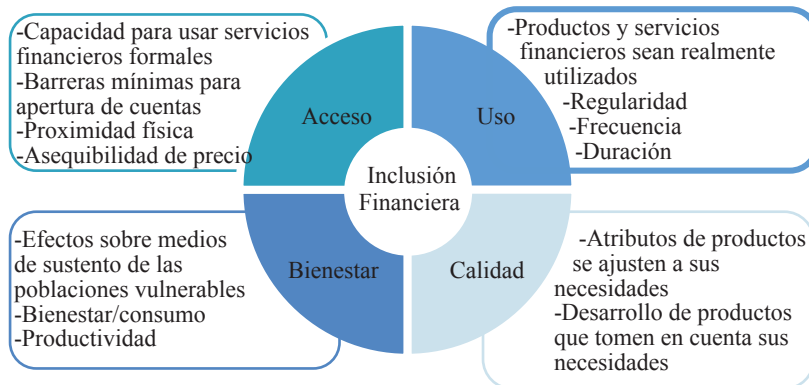 -Capacidad para usar servicios
financieros formales
-Barreras mínimas para
apertura de cuentas
-Proximidad física
-Asequibilidad de precio
Acceso
Uso
-Productos y servicios
financieros sean realmente
utilizados
-Regularidad
-Frecuencia
-Duración
Inclusión
Financiera
-Efectos sobre medios
de sustento de las
poblaciones vulnerables
-Bienestar/consumo
-Productividad
Bienestar
Calidad
-Atributos de productos
se ajusten a sus
necesidades
-Desarrollo de productos
que tomen en cuenta sus
necesidades